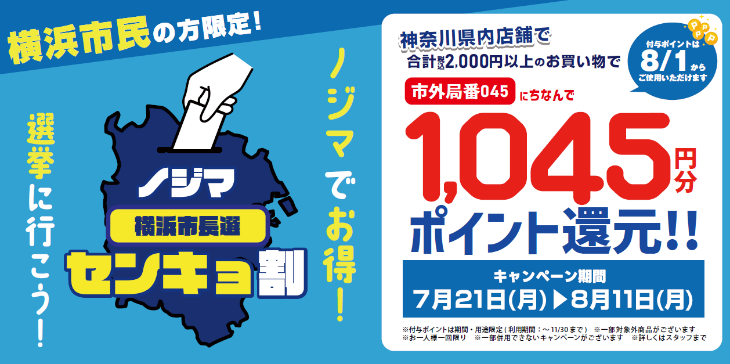 横浜市民の方限定!
選挙に行こう!
ノジマでお得!
ノジマ
横浜市長選
センキョ割
神奈川県内店舗で
合計税込2,000円以上のお買い物で
付与ポイントは
8/1から
ご使用いただけます
市外局番045にちなんで
1,045円分
ポイント還元!!
キャンペーン期間
7月21日(月)▶8月11日(月)
※付与ポイントは期間・用途限定(利用期間:～11/30まで) ※一部対象外商品がございます
※お一人様一回限り ※一部併用できないキャンペーンがございます ※詳しくはスタッフまで